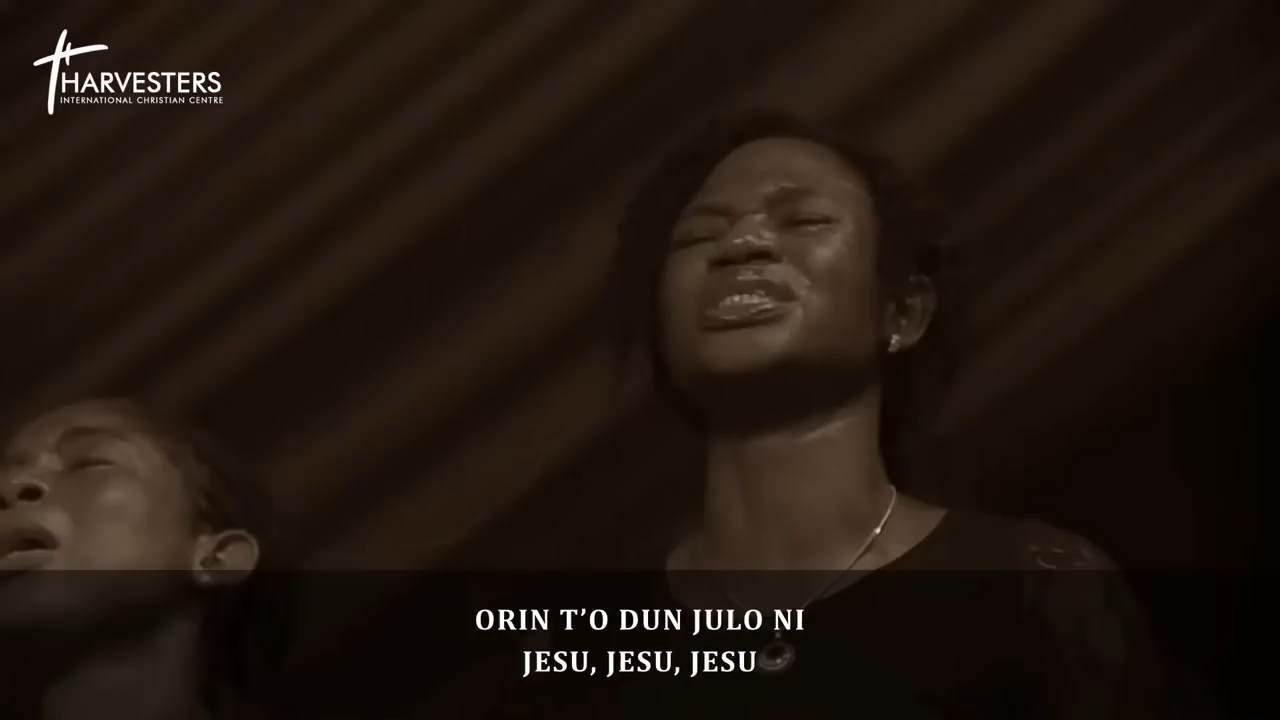 HARVESTERS
INTERNATIONAL CHRISTIAN CENTRE
ORIN T’O DUN JULO NI
JESU, JESU, JESU